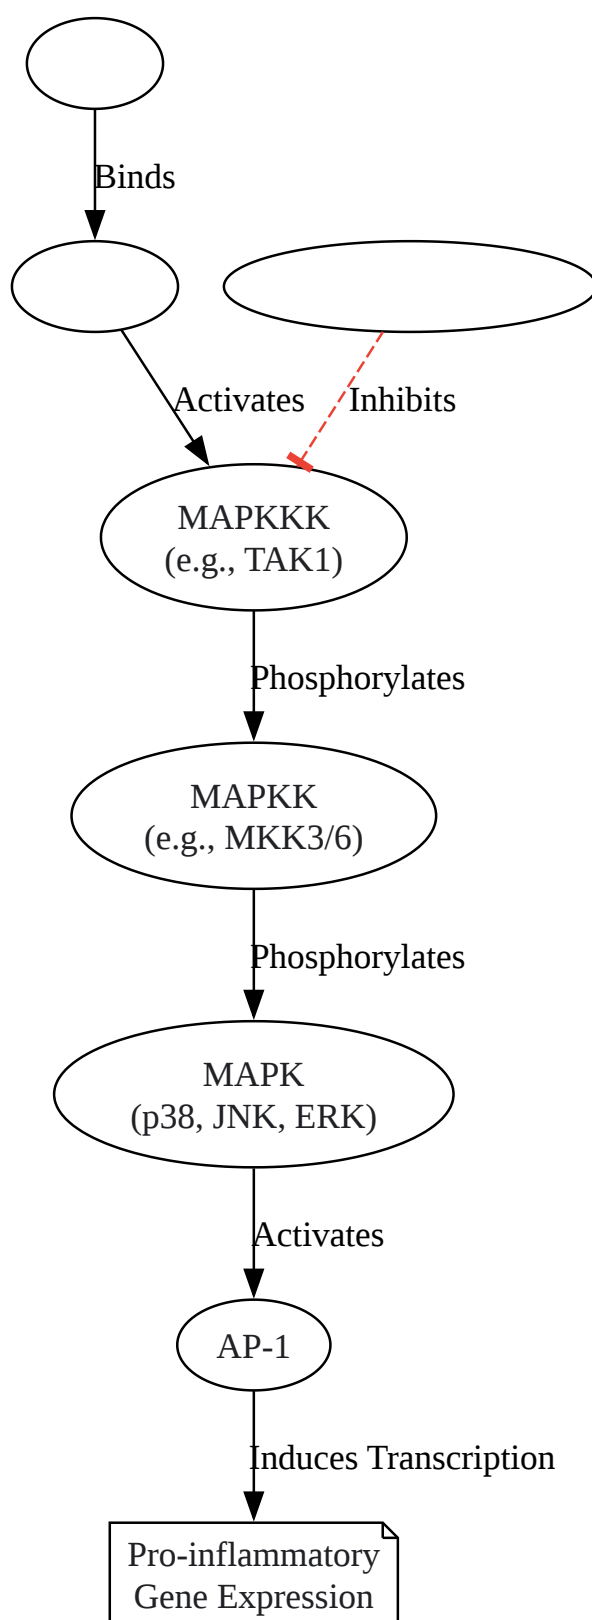 Binds
Activates
Inhibits
MAPKKK
(e.g., TAK1)
Phosphorylates
MAPKK
(e.g., MKK3/6)
Phosphorylates
MAPK
(p38, JNK, ERK)
Activates
AP-1
Induces Transcription
Pro-inflammatory
Gene Expression